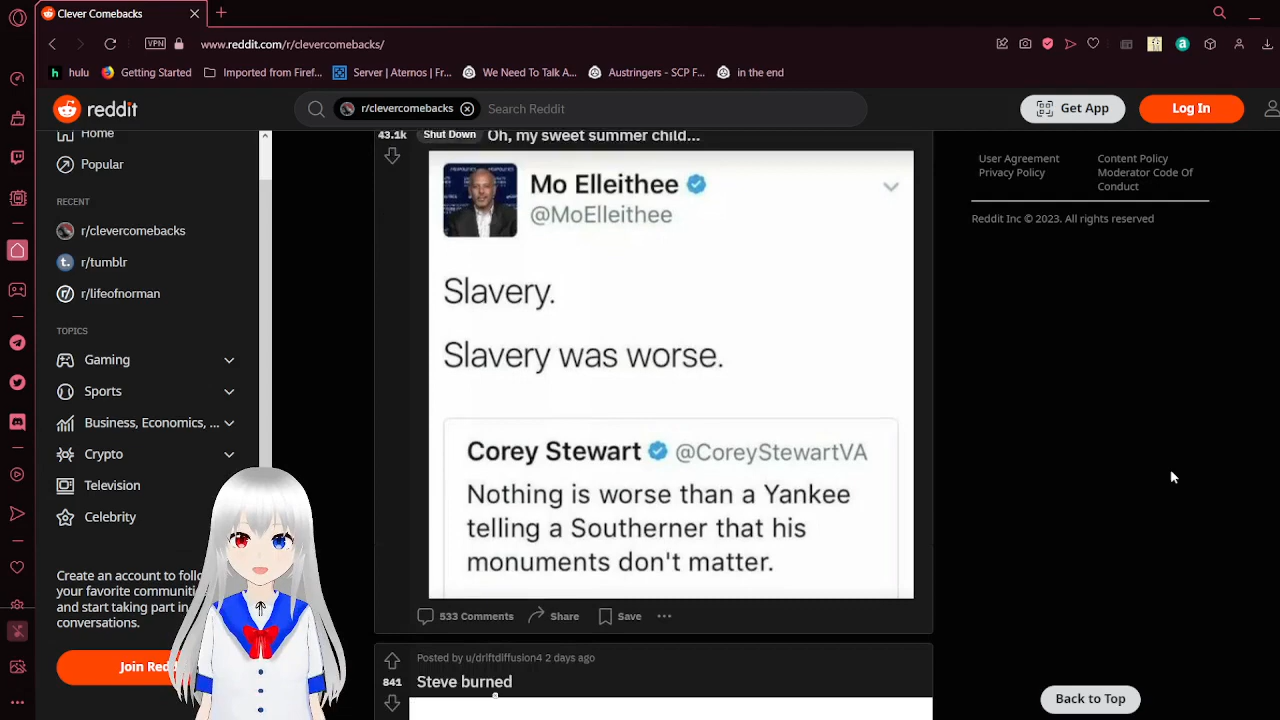 Clever Comebacks
VPN
www.reddit.com/r/clevercomebacks/
hulu
Getting Started
Imported from Firef...
Server | Aternos | Fr...
We Need To Talk A...
Austringers - SCP F...
in the end
reddit
r/clevercomebacks
Search Reddit
Get App
Log In
Home
Popular
RECENT
r/clevercomebacks
r/tumblr
r/lifeofnorman
TOPICS
Gaming
Sports
Business, Economics, ...
Crypto
Television
Celebrity
Create an account to follo
your favorite communiti
and start taking part in
conversations.
Join Red
43.1k
Shut Down Oh, my sweet summer child...
Mo Elleithee
@MoElleithee
Slavery.
Slavery was worse.
Corey Stewart @CoreyStewartVA
Nothing is worse than a Yankee
telling a Southerner that his
monuments don't matter.
533 Comments Share Save
Posted by u/driftdiffusion4 2 days ago
841
Steve burned
User Agreement
Privacy Policy
Content Policy
Moderator Code Of
Conduct
Reddit Inc © 2023. All rights reserved
Back to Top